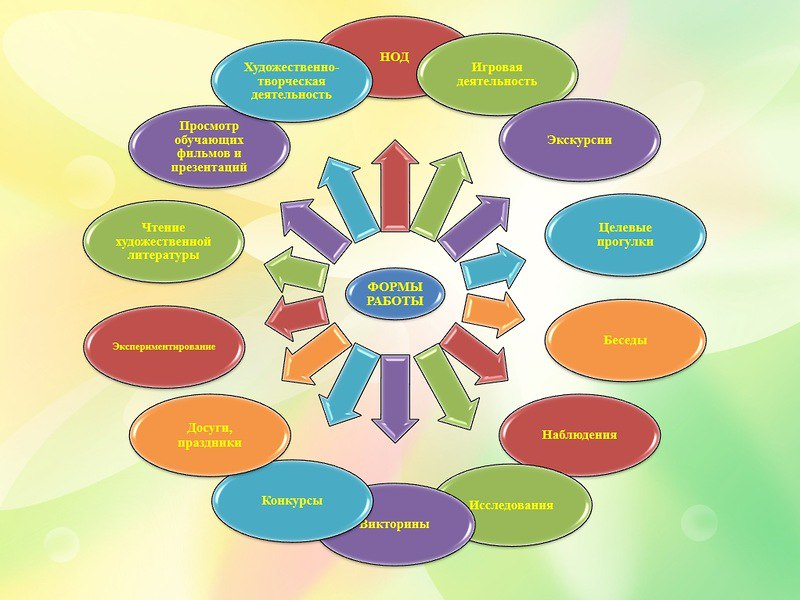 НОД
Игровая
деятельность
Экскурсии
Целевые
прогулки
Беседы
Наблюдения
Исследования
Викторины
Конкурсы
Досуги,
праздники
Экспериментирование
Чтение
художественной
литературы
Просмотр
обучающих
фильмов и
презентаций
Художественно-
творческая
деятельность
ФОРМЫ
РАБОТЫ